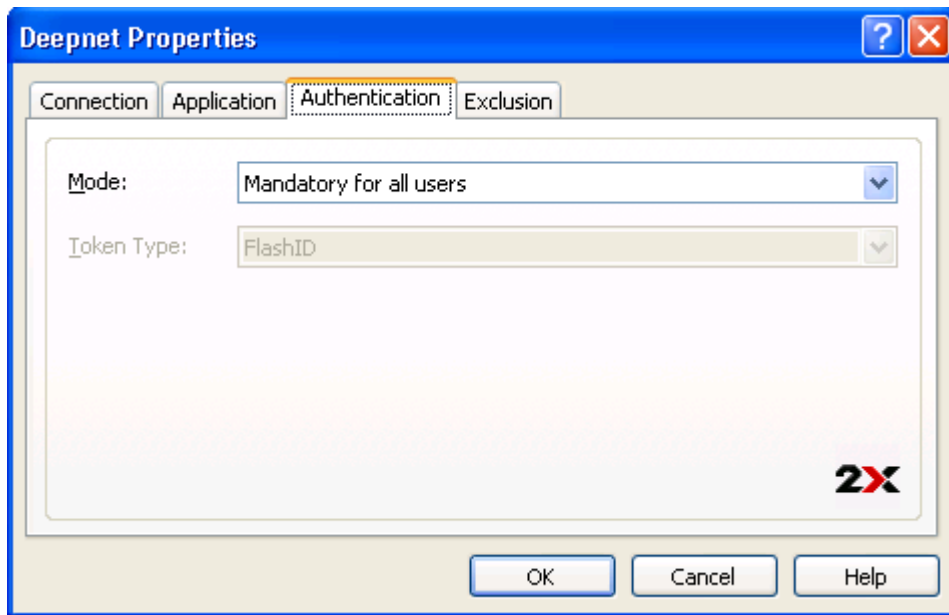 Deepnet Properties
Connection Application Authentication Exclusion
Mode: Mandatory for all users
Token Type: FlashID
2X
OK Cancel Help